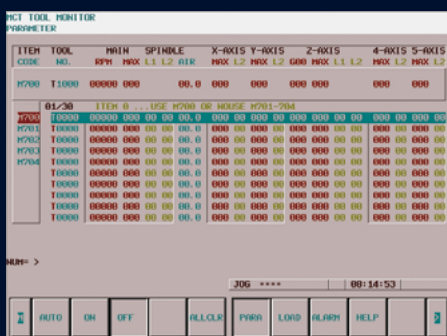 MCT TOOL MONITOR
PARAMETER
ITEM TOOL MAIN SPINDLE X-AXIS Y-AXIS Z-AXIS 4-AXIS 5-AXIS
CODE NO. RPM MAX L1 L2 AIR MAX L2 MAX L2 G00 MAX L1 L2 MAX L2 MAX L2
M700 T1000 00000 000 00.0 000 000 000 000 000 000
01/30 ITEM 0 ...USE M700 OR MOUSE M701-704
M700 T0000 00000 000 00 00 00.0 000 00 000 00 000 000 00 00 000 00 000 00
M701 T0000 00000 000 00 00 00.0 000 00 000 00 000 000 00 00 000 00 000 00
M702 T0000 00000 000 00 00 00.0 000 00 000 00 000 000 00 00 000 00 000 00
M703 T0000 00000 000 00 00 00.0 000 00 000 00 000 000 00 00 000 00 000 00
M704 T0000 00000 000 00 00 00.0 000 00 000 00 000 000 00 00 000 00 000 00
T0000 00000 000 00 00 00.0 000 00 000 00 000 000 00 00 000 00 000 00
T0000 00000 000 00 00 00.0 000 00 000 00 000 000 00 00 000 00 000 00
T0000 00000 000 00 00 00.0 000 00 000 00 000 000 00 00 000 00 000 00
T0000 00000 000 00 00 00.0 000 00 000 00 000 000 00 00 000 00 000 00
T0000 00000 000 00 00 00.0 000 00 000 00 000 000 00 00 000 00 000 00
NUM= >
JOG **** 00:14:53
AUTO ON OFF ALLCLR PARA LOAD ALARM HELP